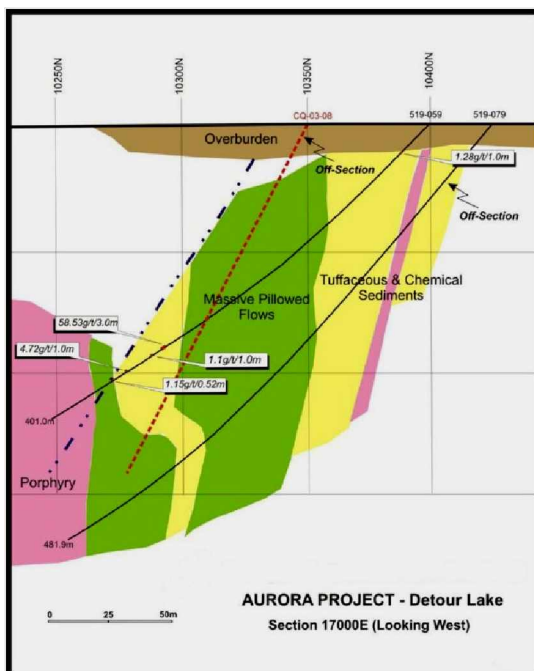 10250N
10300N
10350N
10400N
CQ-03-08
519-059
519-079
Overburden
1.28g/t/1.0m
Off-Section
Off-Section
Tuffaceous & Chemical
Sediments
Massive Pillowed
Flows
58.53g/t/3.0m
4.72g/t/1.0m
1.1g/t/1.0m
1.15g/t/0.52m
401.0m
Porphyry
481.9m
AURORA PROJECT - Detour Lake
Section 17000E (Looking West)
0 25 50m